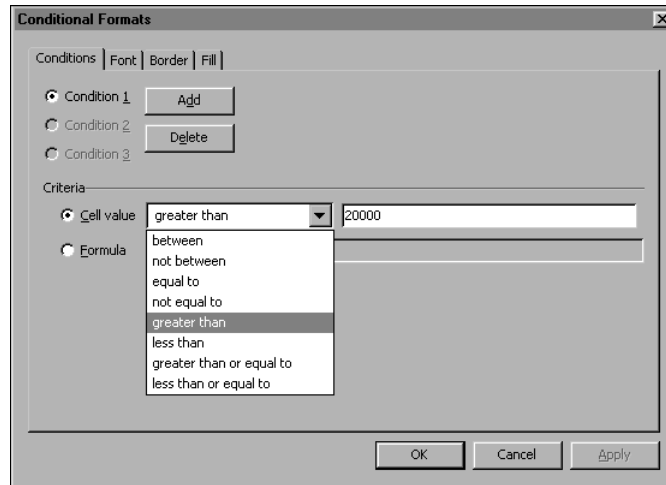 Conditional Formats
Conditions Font Border Fill
Condition 1 Add
Condition 2
Delete
Condition 3
Criteria
Cell value greater than 20000
between
Formula
not between
equal to
not equal to
greater than
less than
greater than or equal to
less than or equal to
OK Cancel Apply